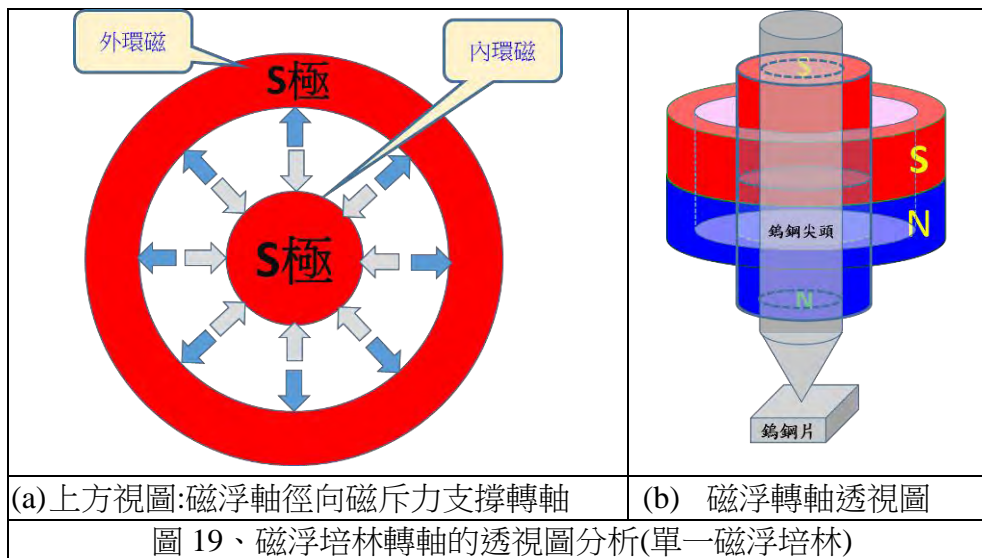 外環磁
內環磁
S極
S極
S
S
N
鎢鋼尖頭
N
鎢鋼片
(a)上方視圖:磁浮軸徑向磁斥力支撐轉軸
(b) 磁浮轉軸透視圖
圖 19、磁浮培林轉軸的透視圖分析(單一磁浮培林)